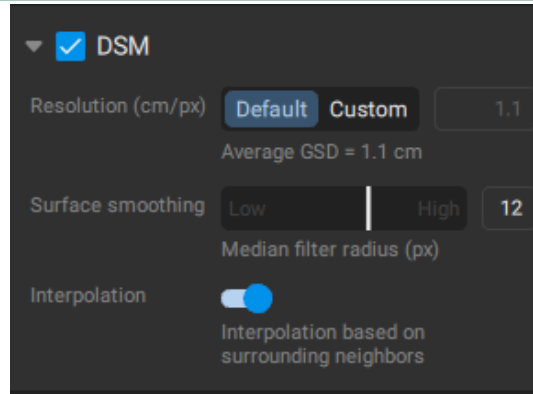 DSM
Resolution (cm/px) Default Custom 1.1
Average GSD = 1.1 cm
Surface smoothing Low High 12
Median filter radius (px)
Interpolation
Interpolation based on
surrounding neighbors